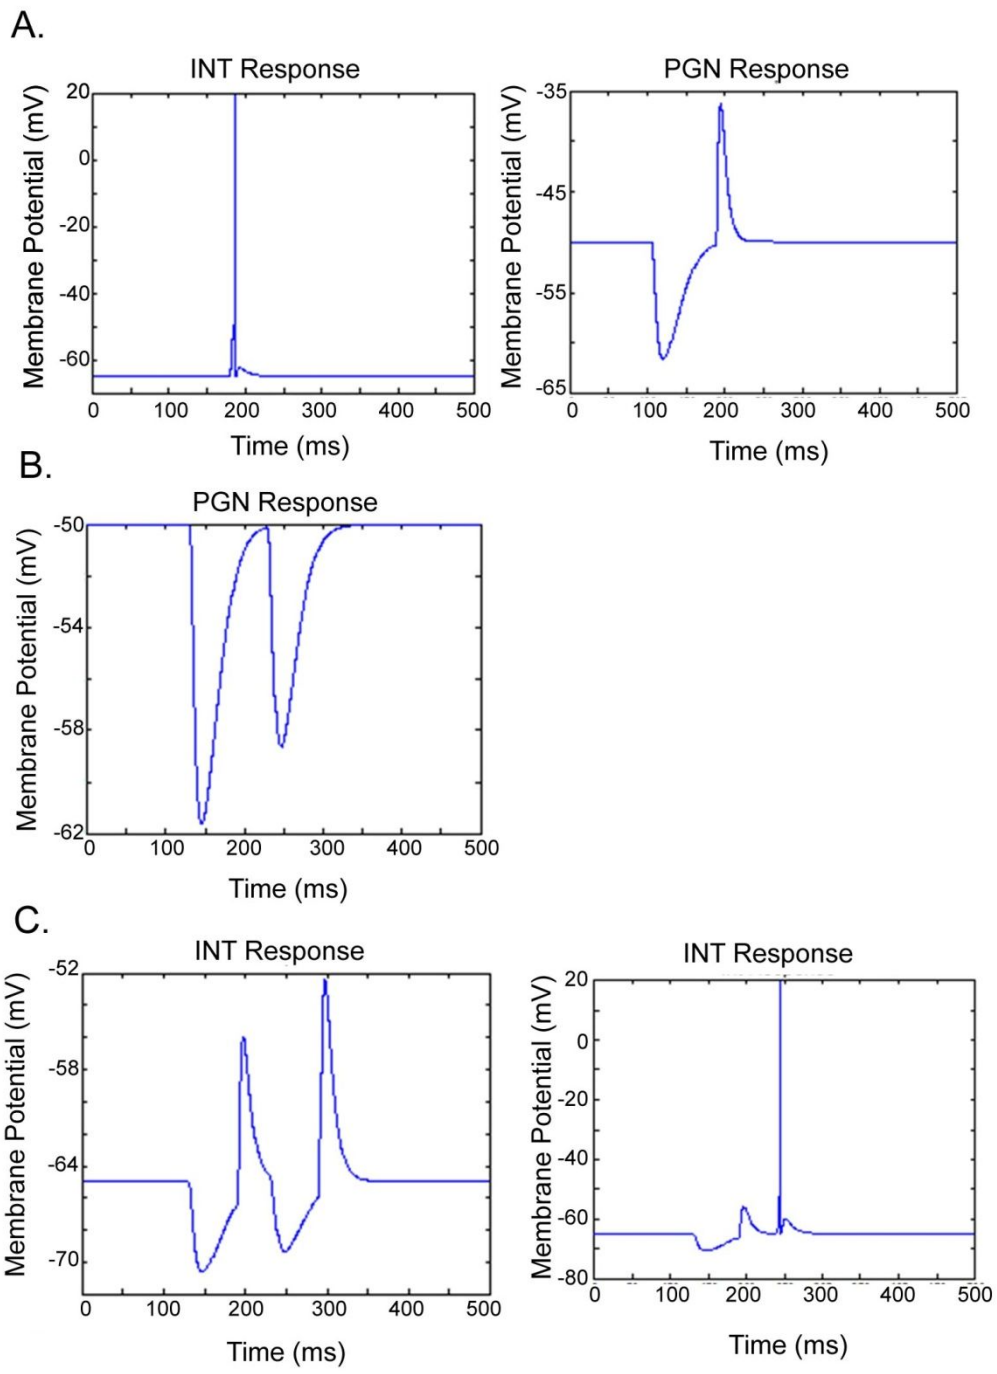 A.
INT Response
PGN Response
Membrane Potential (mV)
20
0
-20
-40
-60
0 100 200 300 400 500
Time (ms)
Membrane Potential (mV)
-35
-45
-55
-65
0 100 200 300 400 500
Time (ms)
B.
PGN Response
Membrane Potential (mV)
-50
-54
-58
-62
0 100 200 300 400 500
Time (ms)
C.
INT Response
INT Response
Membrane Potential (mV)
-52
-58
-64
-70
0 100 200 300 400 500
Time (ms)
Membrane Potential (mV)
20
0
-20
-40
-60
-80
0 100 200 300 400 500
Time (ms)